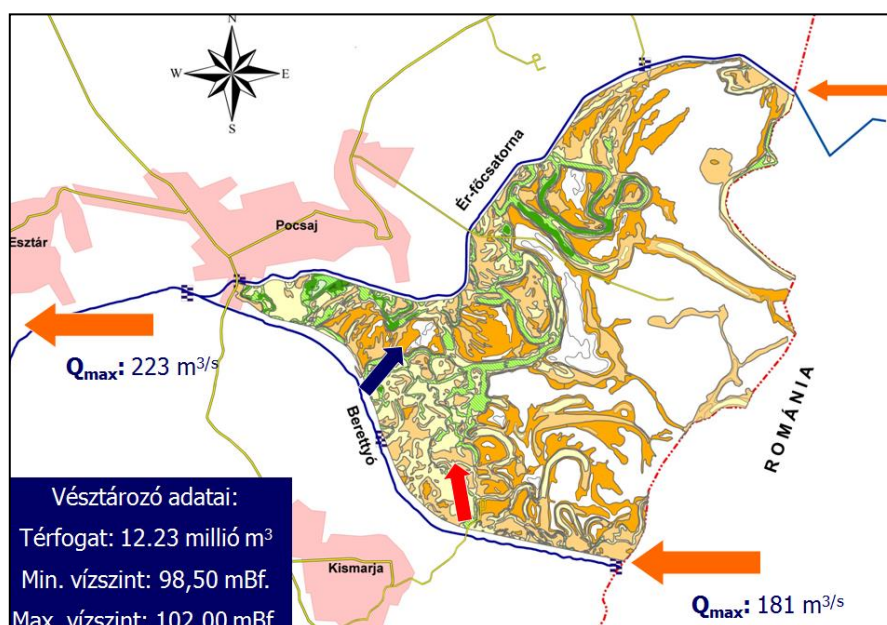 N
W E
S
Ér-főcsatorna
Pocsaj
Esztár
Qmax: 223 m3/s
Berettyó
ROMÁNIA
Vésztározó adatai:
Térfogat: 12.23 millió m3
Min. vízszint: 98,50 mBf.
Max. vízszint: 102,00 mBf.
Kismarja
Qmax: 181 m3/s